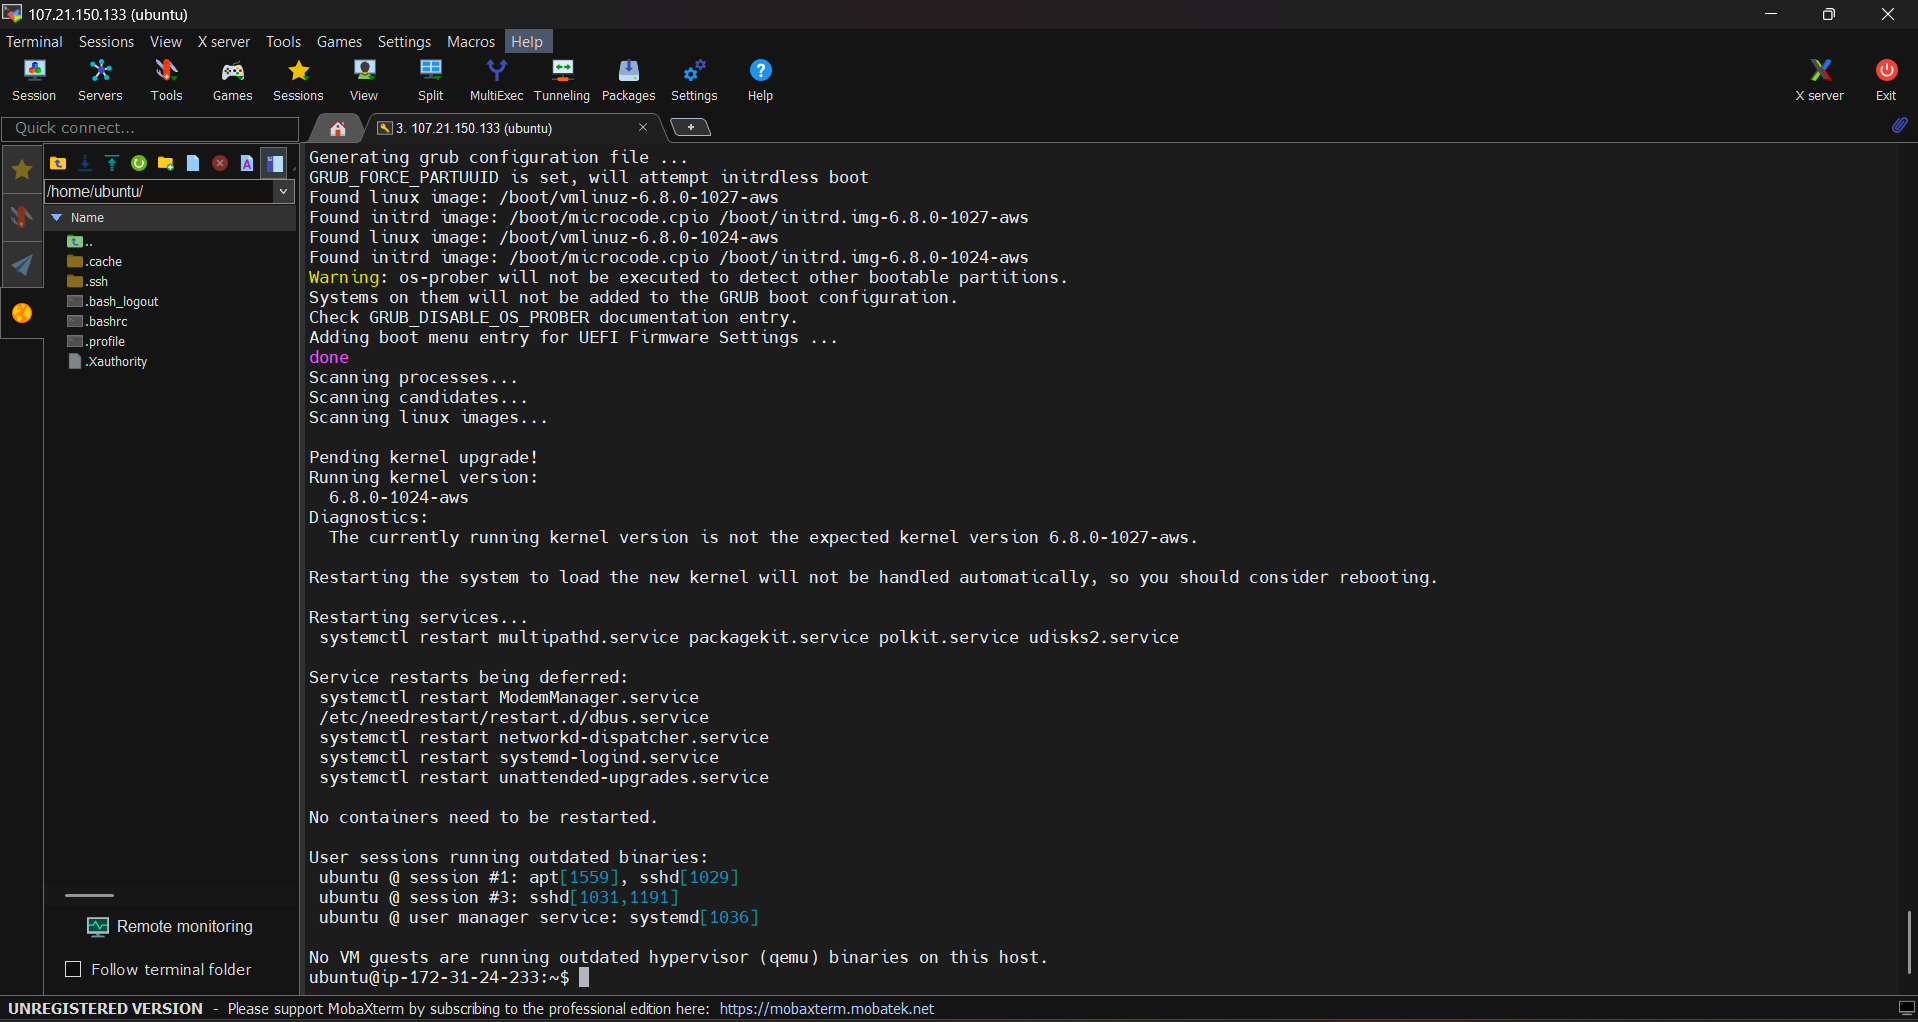 107.21.150.133 (ubuntu)
Terminal Sessions View X server Tools Games Settings Macros Help
Session Servers Tools Games Sessions View Split MultiExec Tunneling Packages Settings Help X server Exit
Quick connect...
3. 107.21.150.133 (ubuntu)
/home/ubuntu/
Name
..
.cache
.ssh
.bash_logout
.bashrc
.profile
.Xauthority
Remote monitoring
Follow terminal folder
Generating grub configuration file ...
GRUB_FORCE_PARTUUID is set, will attempt initrdless boot
Found linux image: /boot/vmlinuz-6.8.0-1027-aws
Found initrd image: /boot/microcode.cpio /boot/initrd.img-6.8.0-1027-aws
Found linux image: /boot/vmlinuz-6.8.0-1024-aws
Found initrd image: /boot/microcode.cpio /boot/initrd.img-6.8.0-1024-aws
Warning: os-prober will not be executed to detect other bootable partitions.
Systems on them will not be added to the GRUB boot configuration.
Check GRUB_DISABLE_OS_PROBER documentation entry.
Adding boot menu entry for UEFI Firmware Settings ...
done
Scanning processes...
Scanning candidates...
Scanning linux images...
Pending kernel upgrade!
Running kernel version:
6.8.0-1024-aws
Diagnostics:
The currently running kernel version is not the expected kernel version 6.8.0-1027-aws.
Restarting the system to load the new kernel will not be handled automatically, so you should consider rebooting.
Restarting services...
systemctl restart multipathd.service packagekit.service polkit.service udisks2.service
Service restarts being deferred:
systemctl restart ModemManager.service
/etc/needrestart/restart.d/dbus.service
systemctl restart networkd-dispatcher.service
systemctl restart systemd-logind.service
systemctl restart unattended-upgrades.service
No containers need to be restarted.
User sessions running outdated binaries:
ubuntu @ session #1: apt[1559], sshd[1029]
ubuntu @ session #3: sshd[1031,1191]
ubuntu @ user manager service: systemd[1036]
No VM guests are running outdated hypervisor (qemu) binaries on this host.
ubuntu@ip-172-31-24-233:~$
UNREGISTERED VERSION - Please support MobaXterm by subscribing to the professional edition here: https://mobaxterm.mobatek.net